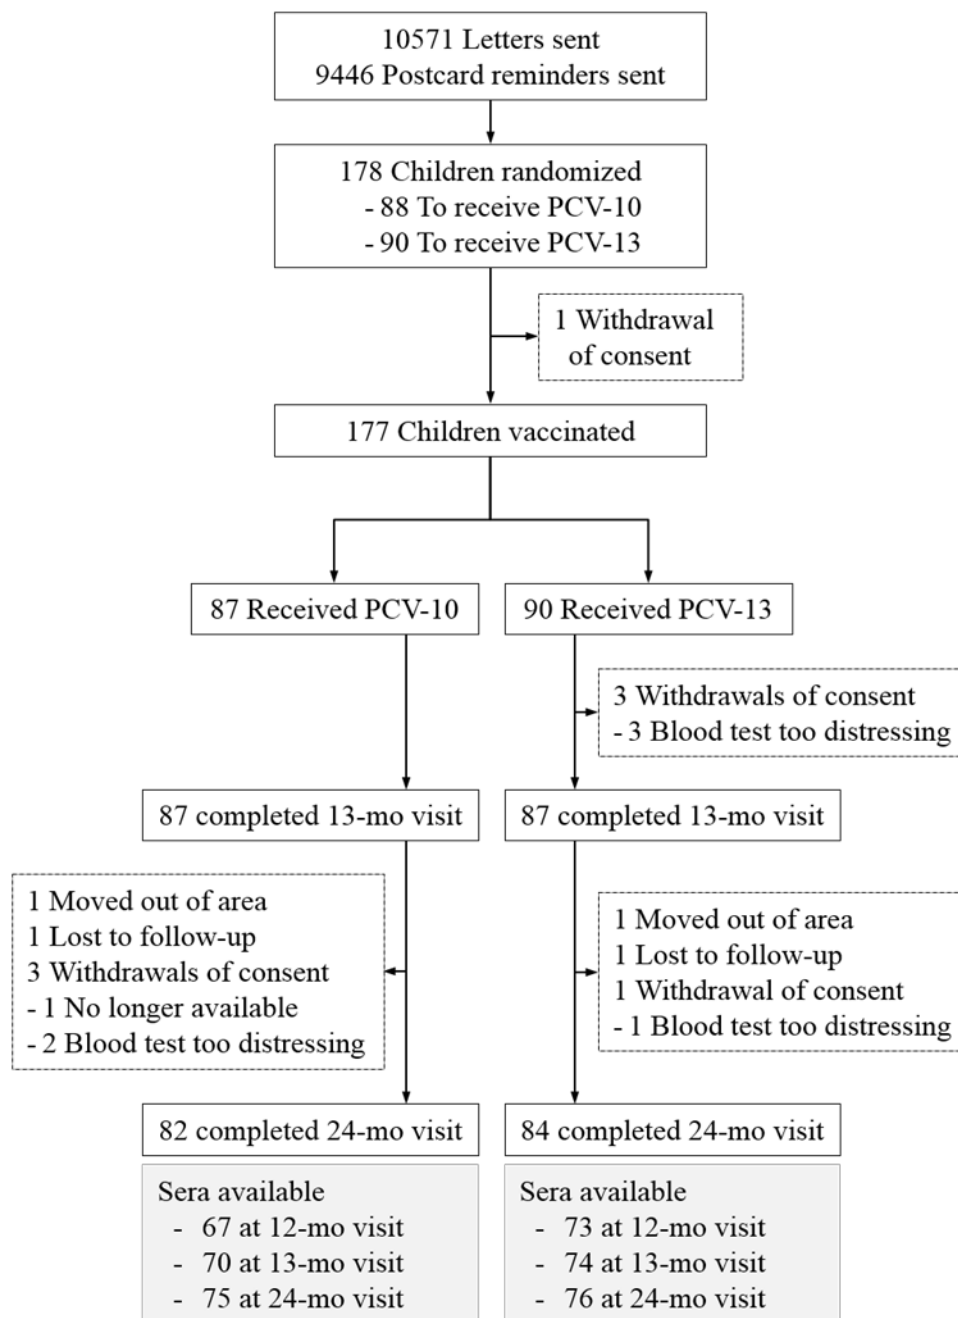 10571 Letters sent
9446 Postcard reminders sent
178 Children randomized
- 88 To receive PCV-10
- 90 To receive PCV-13
1 Withdrawal
of consent
177 Children vaccinated
87 Received PCV-10
90 Received PCV-13
3 Withdrawals of consent
- 3 Blood test too distressing
87 completed 13-mo visit
87 completed 13-mo visit
1 Moved out of area
1 Lost to follow-up
3 Withdrawals of consent
- 1 No longer available
- 2 Blood test too distressing
1 Moved out of area
1 Lost to follow-up
1 Withdrawal of consent
- 1 Blood test too distressing
82 completed 24-mo visit
84 completed 24-mo visit
Sera available
- 67 at 12-mo visit
- 70 at 13-mo visit
- 75 at 24-mo visit
Sera available
- 73 at 12-mo visit
- 74 at 13-mo visit
- 76 at 24-mo visit